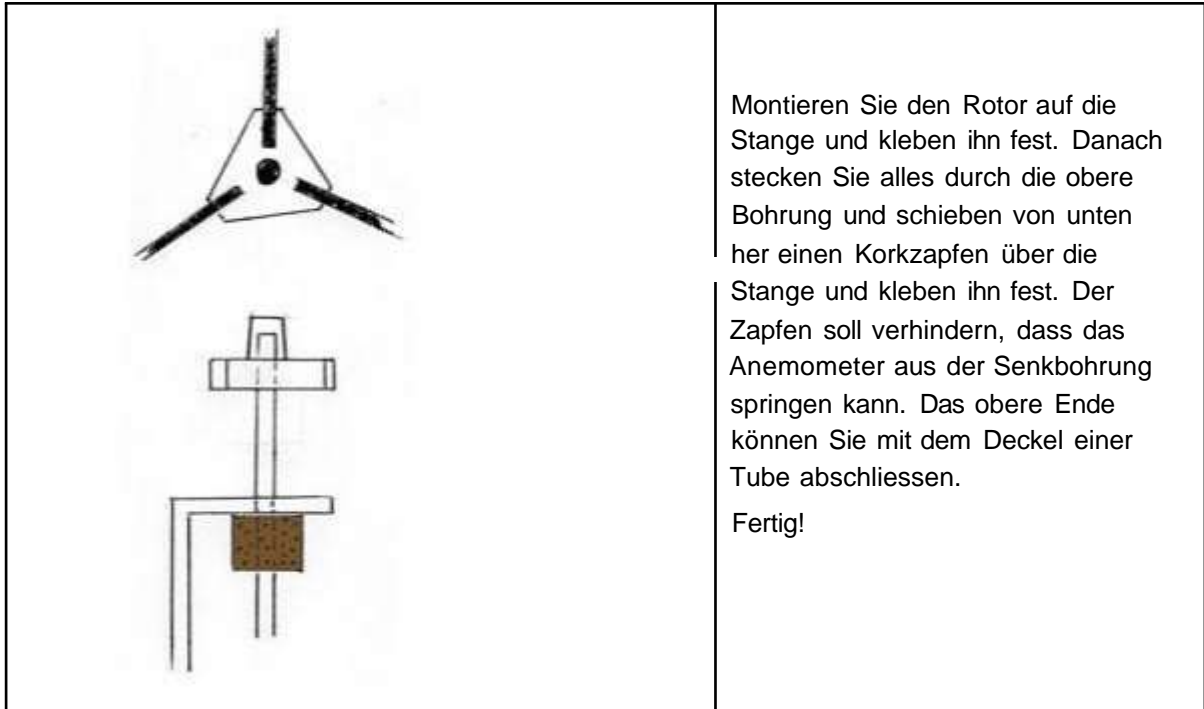 Montieren Sie den Rotor auf die
Stange und kleben ihn fest. Danach
stecken Sie alles durch die obere
Bohrung und schieben von unten
her einen Korkzapfen über die
Stange und kleben ihn fest. Der
Zapfen soll verhindern, dass das
Anemometer aus der Senkbohrung
springen kann. Das obere Ende
können Sie mit dem Deckel einer
Tube abschliessen.
Fertig!